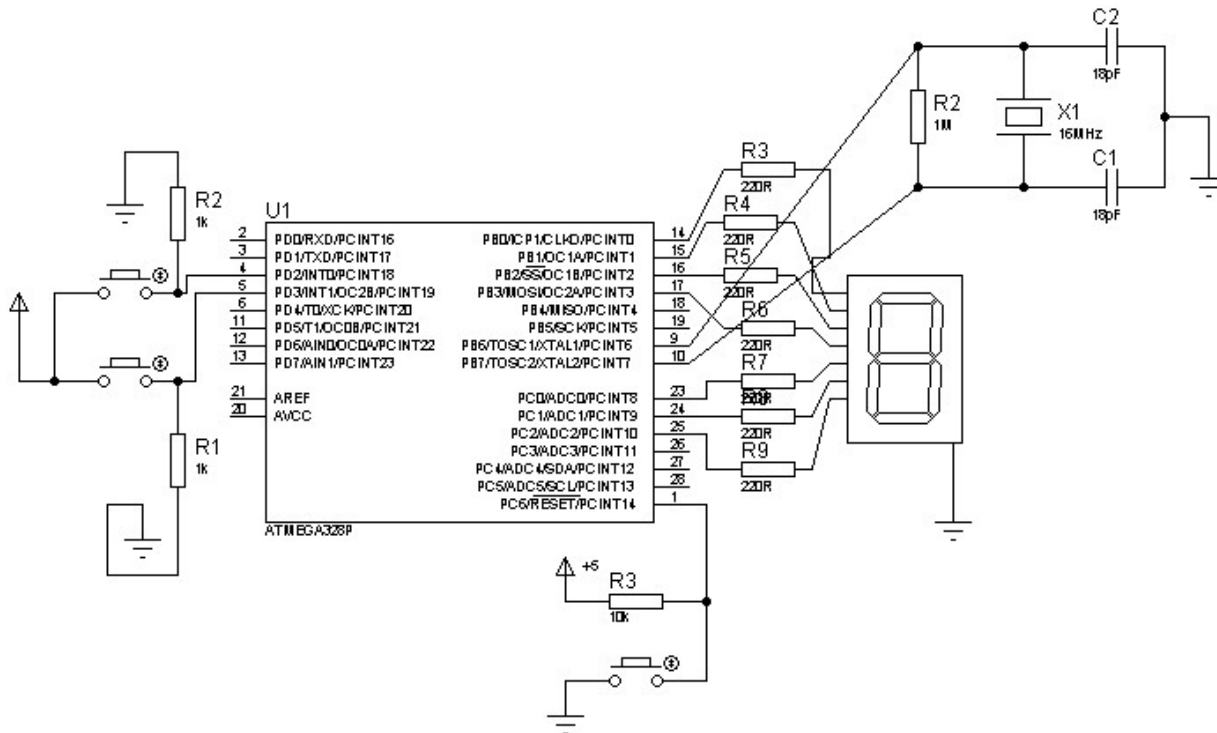 C2
18pF
R2
1M
X1
16MHz
C1
18pF
R3
220R
R4
220R
R5
220R
R6
220R
R7
220R
R9
220R
R2
1k
R1
1k
U1
2 PD0/RXD/PCINT16
3 PD1/TXD/PCINT17
4 PD2/INT0/PCINT18
5 PD3/INT1/OC2B/PCINT19
6 PD4/T0/XCK/PCINT20
11 PD5/T1/OC0B/PCINT21
12 PD6/AIN0/OC0A/PCINT22
13 PD7/AIN1/PCINT23
21 AREF
20 AVCC
PB0/ICP1/CLKO/PCINT0 14
PB1/OC1A/PCINT1 15
PB2/SS/OC1B/PCINT2 16
PB3/MOSI/OC2A/PCINT3 17
PB4/MISO/PCINT4 18
PB5/SCK/PCINT5 19
PB6/TOSC1/XTAL1/PCINT6 9
PB7/TOSC2/XTAL2/PCINT7 10
PC0/ADC0/PCINT8 23
PC1/ADC1/PCINT9 24
PC2/ADC2/PCINT10 25
PC3/ADC3/PCINT11 26
PC4/ADC4/SDA/PCINT12 27
PC5/ADC5/SCL/PCINT13 28
PC6/RESET/PCINT14 1
ATMEGA328P
+5
R3
10k